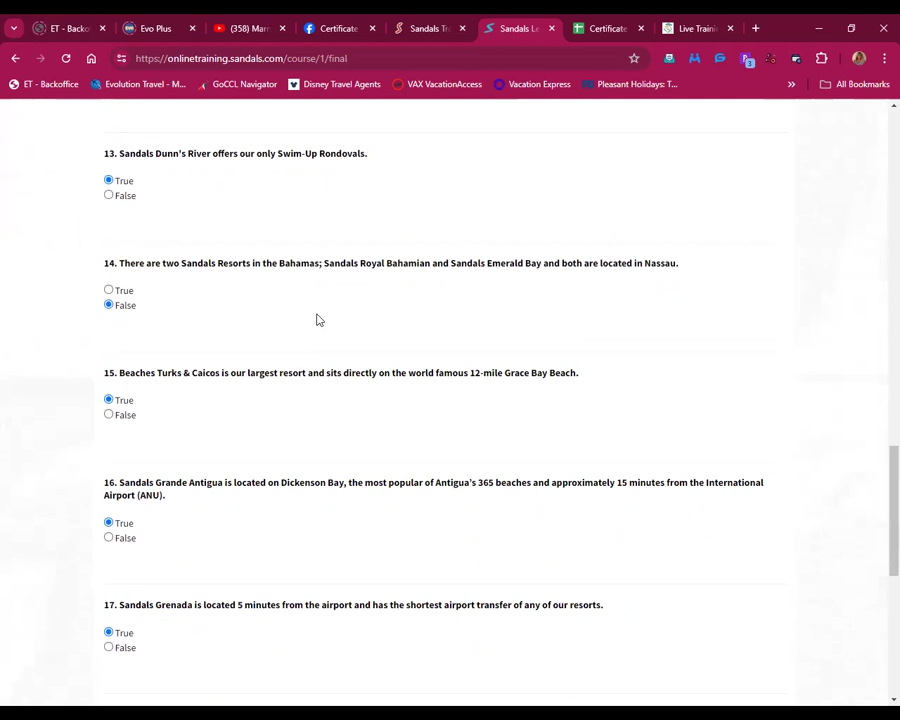 ET - Backo
Evo Plus
(358) Marr
Certificate
Sandals Tr
Sandals Le
Certificate
Live Traini
https://onlinetraining.sandals.com/course/1/final
ET - Backoffice
Evolution Travel - M...
GoCCL Navigator
Disney Travel Agents
VAX VacationAccess
Vacation Express
Pleasant Holidays: T...
All Bookmarks
13. Sandals Dunn's River offers our only Swim-Up Rondovals.
True
False
14. There are two Sandals Resorts in the Bahamas; Sandals Royal Bahamian and Sandals Emerald Bay and both are located in Nassau.
True
False
15. Beaches Turks & Caicos is our largest resort and sits directly on the world famous 12-mile Grace Bay Beach.
True
False
16. Sandals Grande Antigua is located on Dickenson Bay, the most popular of Antigua's 365 beaches and approximately 15 minutes from the International
Airport (ANU).
True
False
17. Sandals Grenada is located 5 minutes from the airport and has the shortest airport transfer of any of our resorts.
True
False